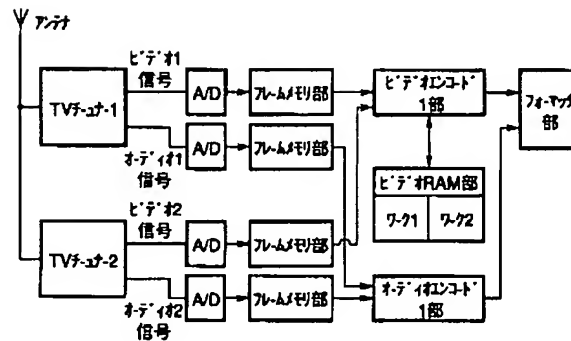 アンテナ
TVチューナ-1
ビデオ1
信号
A/D
フレームメモリ部
ビデオエンコード
1部
フォーマッタ
部
オーディオ1
信号
A/D
フレームメモリ部
ビデオRAM部
ワーク1
ワーク2
TVチューナ-2
ビデオ2
信号
A/D
フレームメモリ部
オーディオ2
信号
A/D
フレームメモリ部
オーディオエンコード
1部